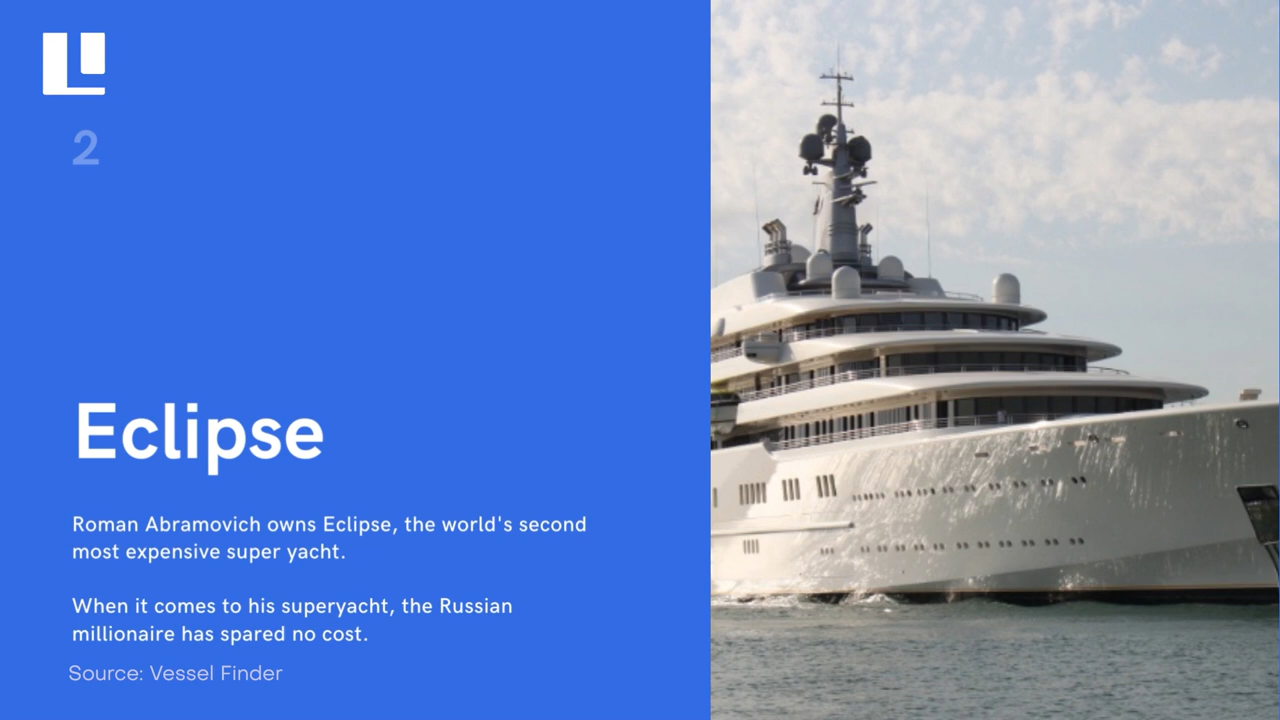 2
Eclipse
Roman Abramovich owns Eclipse, the world's second
most expensive super yacht.
When it comes to his superyacht, the Russian
millionaire has spared no cost.
Source: Vessel Finder